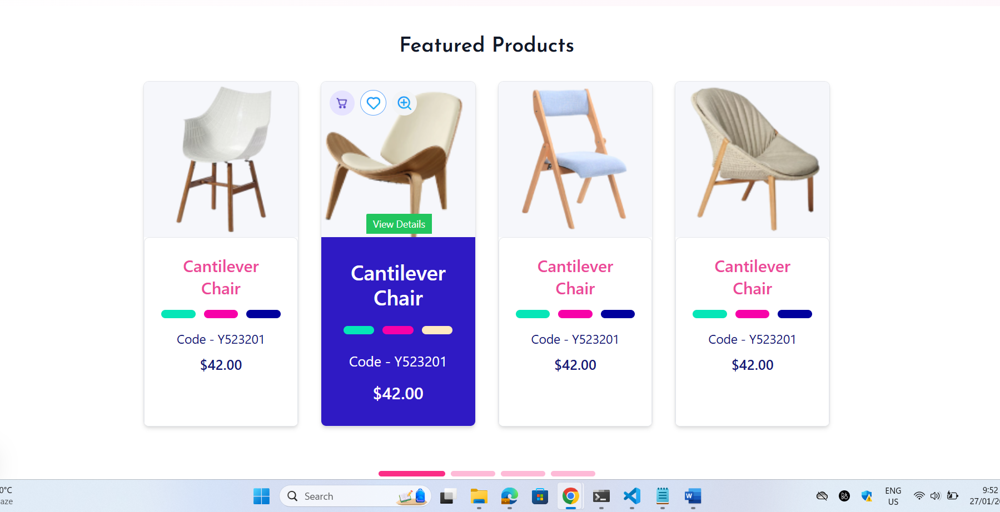 Featured Products
View Details
Cantilever
Chair
Code - Y523201
$42.00
Cantilever
Chair
Code - Y523201
$42.00
Cantilever
Chair
Code - Y523201
$42.00
Cantilever
Chair
Code - Y523201
$42.00
0°C
aze
Search
ENG
US
9:52
27/01/20